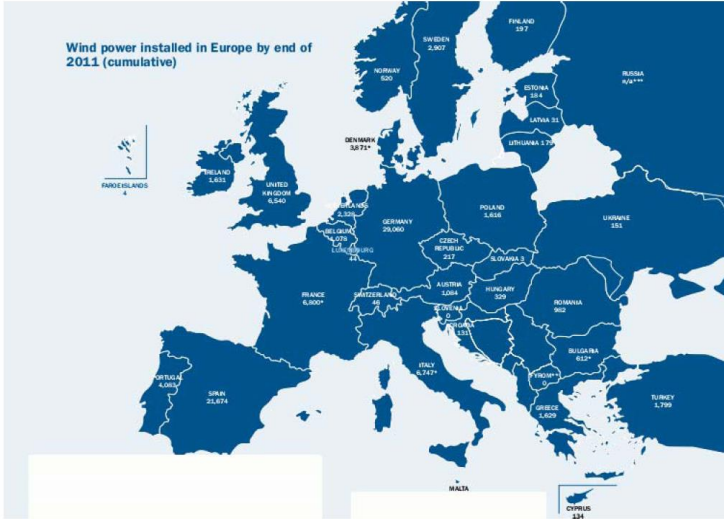 Wind power installed in Europe by end of
2011 (cumulative)
FINLAND
197
SWEDEN
2,907
NORWAY
520
RUSSIA
n/a***
ESTONIA
184
LATVIA 31
LITHUANIA 179
DENMARK
3,871*
FAROE ISLANDS
4
IRELAND
1,631
UNITED
KINGDOM
6,540
NETHERLANDS
2,328
BELGIUM
1,078
LUXEMBOURG
44
GERMANY
29,060
POLAND
1,616
UKRAINE
151
CZECH
REPUBLIC
217
SLOVAKIA 3
AUSTRIA
1,084
HUNGARY
329
FRANCE
6,800*
SWITZERLAND
46
SLOVENIA
0
CROATIA
131
ROMANIA
982
BULGARIA
612*
ITALY
6,747*
FYROM**
0
PORTUGAL
4,083
SPAIN
21,674
GREECE
1,629
TURKEY
1,799
MALTA
CYPRUS
134